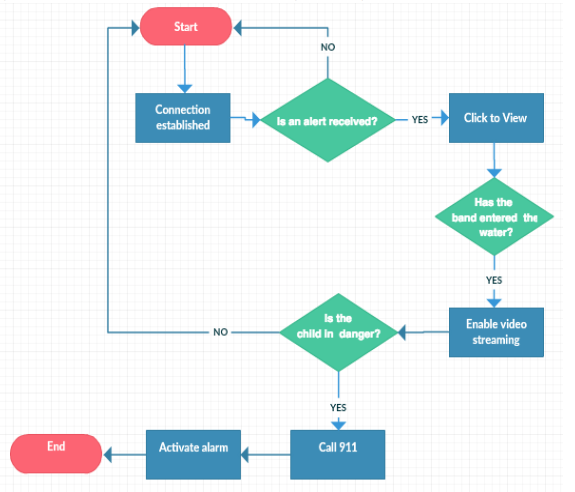 Start
NO
Connection
established
Is an alert received?
YES
Click to View
Has the
band entered the
water?
YES
Enable video
streaming
Is the
child in danger?
NO
YES
Call 911
Activate alarm
End